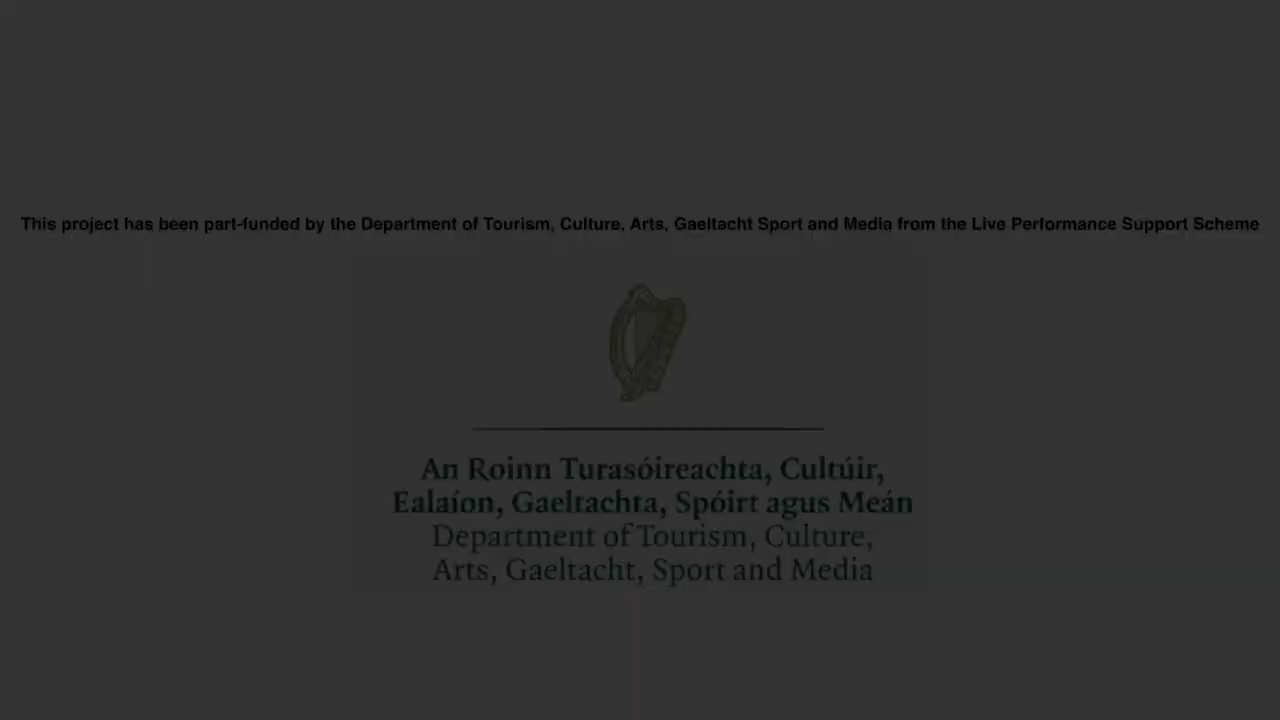 This project has been part-funded by the Department of Tourism, Culture, Arts, Gaeltacht Sport and Media from the Live Performance Support Scheme
An Roinn Turasóireachta, Cultúir,
Ealaíon, Gaeltachta, Spóirt agus Meán
Department of Tourism, Culture,
Arts, Gaeltacht, Sport and Media